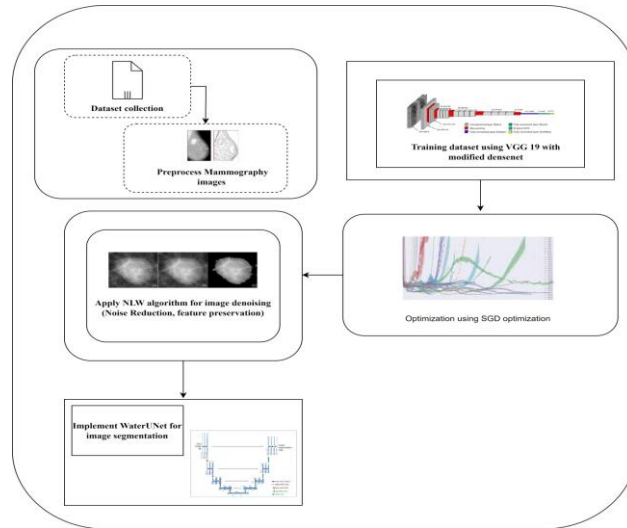 Dataset collection
Preprocess Mammography
images
Training dataset using VGG 19 with
modified densenet
Optimization using SGD optimization
Apply NLW algorithm for image denoising
(Noise Reduction, feature preservation)
Implement WaterUNet for
image segmentation